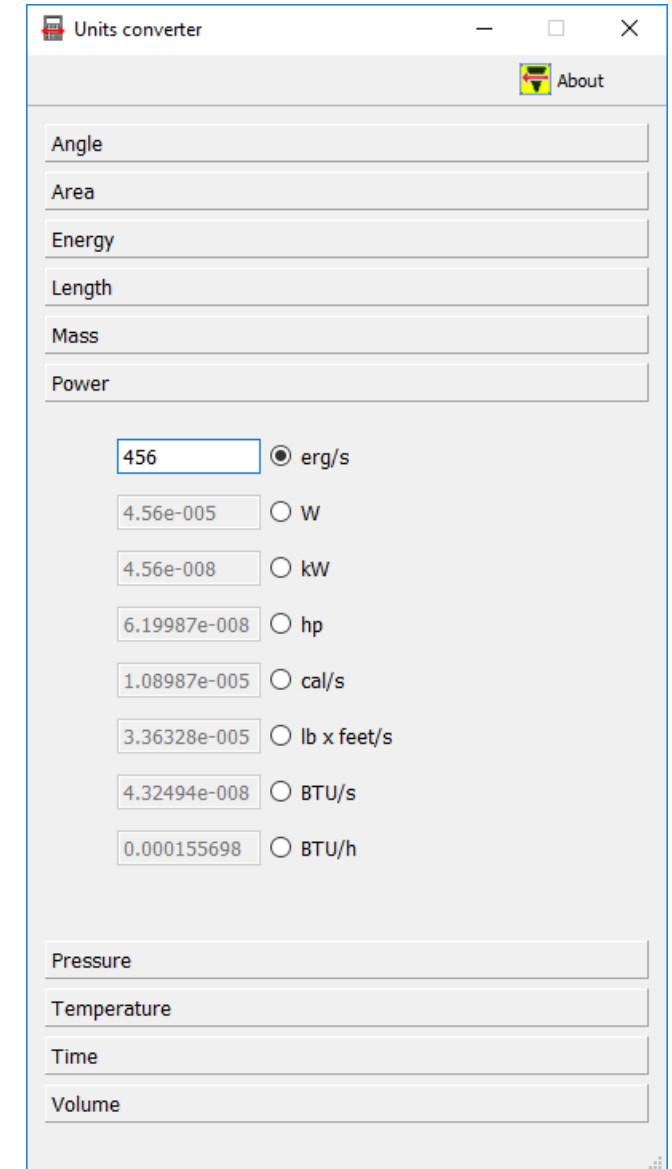 Units converter
About
Angle
Area
Energy
Length
Mass
Power
456 erg/s
4.56e-005 W
4.56e-008 kW
6.19987e-008 hp
1.08987e-005 cal/s
3.36328e-005 lb x feet/s
4.32494e-008 BTU/s
0.000155698 BTU/h
Pressure
Temperature
Time
Volume